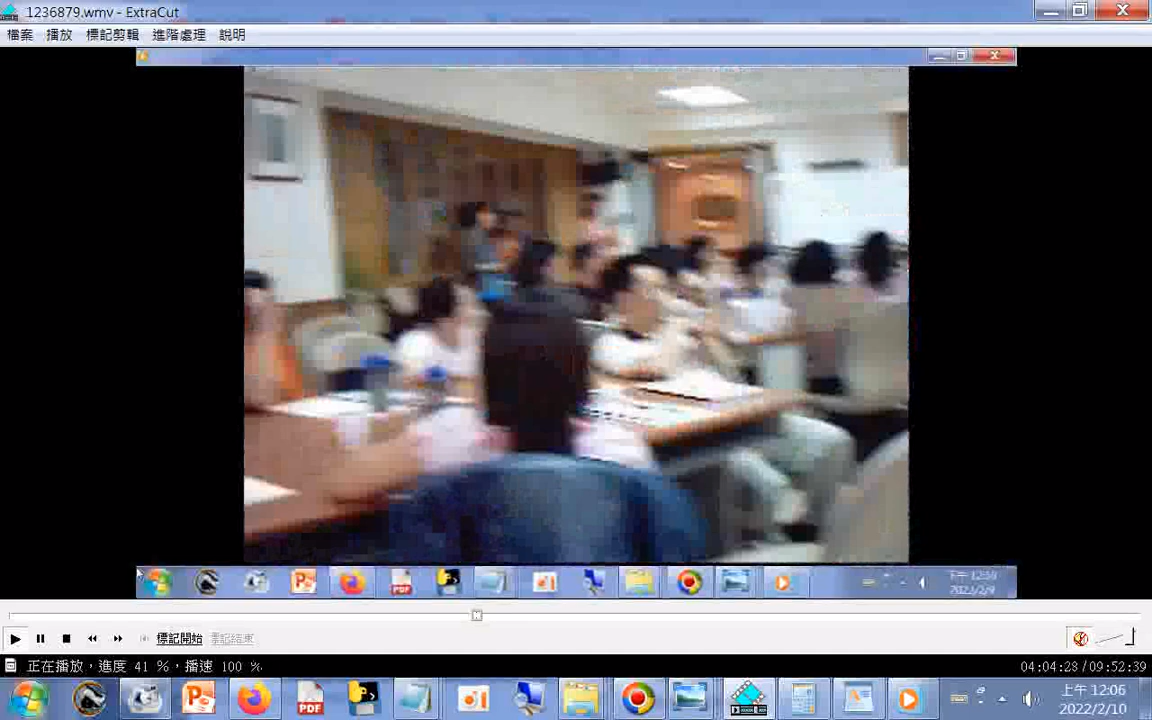 1236879.wmv - ExtraCut
檔案 播放 標記剪輯 進階處理 說明
PDF
標記開始 標記結束
正在播放，進度 41 %，播速 100 %.
04:04:28 / 09:52:39
PDF
上午 12:06
2022/2/10